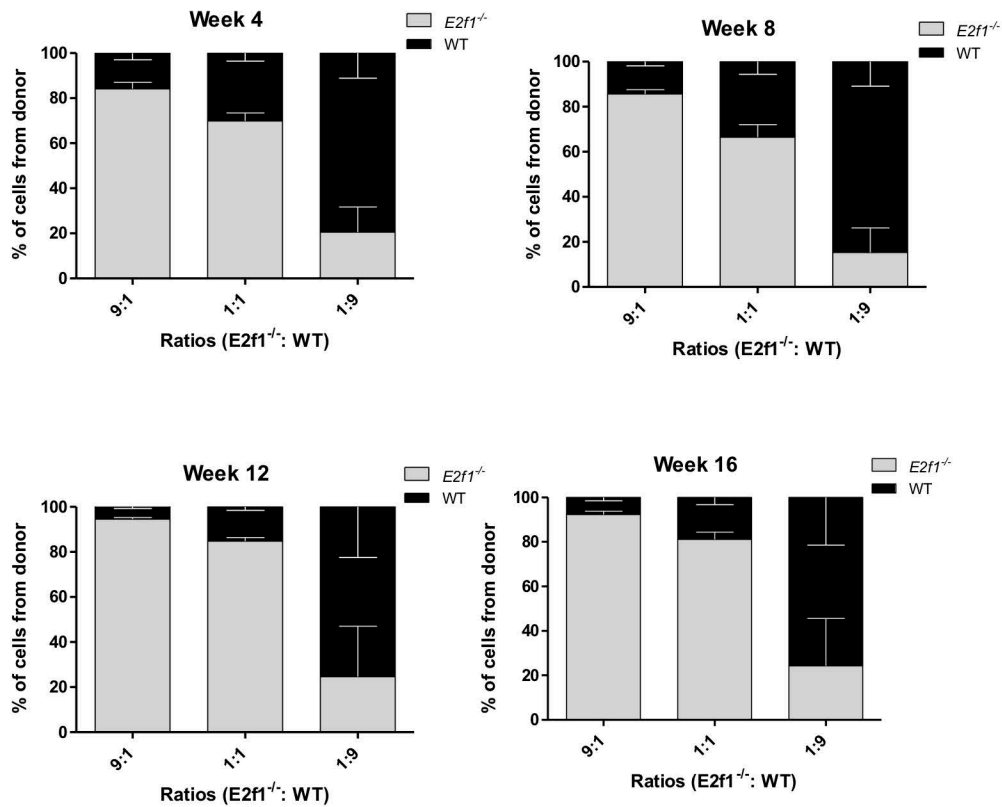 Week 4
E2f1-/-
WT
% of cells from donor
100
80
60
40
20
0
9:1
1:1
1:9
Ratios (E2f1-/-: WT)
Week 8
E2f1-/-
WT
% of cells from donor
100
80
60
40
20
0
9:1
1:1
1:9
Ratios (E2f1-/-: WT)
Week 12
E2f1-/-
WT
% of cells from donor
100
80
60
40
20
0
9:1
1:1
1:9
Ratios (E2f1-/-: WT)
Week 16
E2f1-/-
WT
% of cells from donor
100
80
60
40
20
0
9:1
1:1
1:9
Ratios (E2f1-/-: WT)